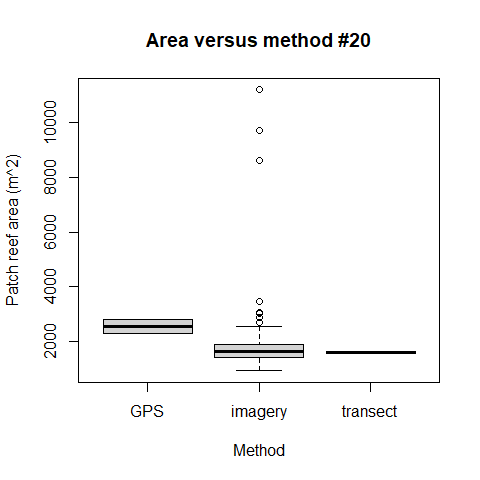 Area versus method #20
Patch reef area (m^2)
10000
8000
6000
4000
2000
GPS imagery transect
Method